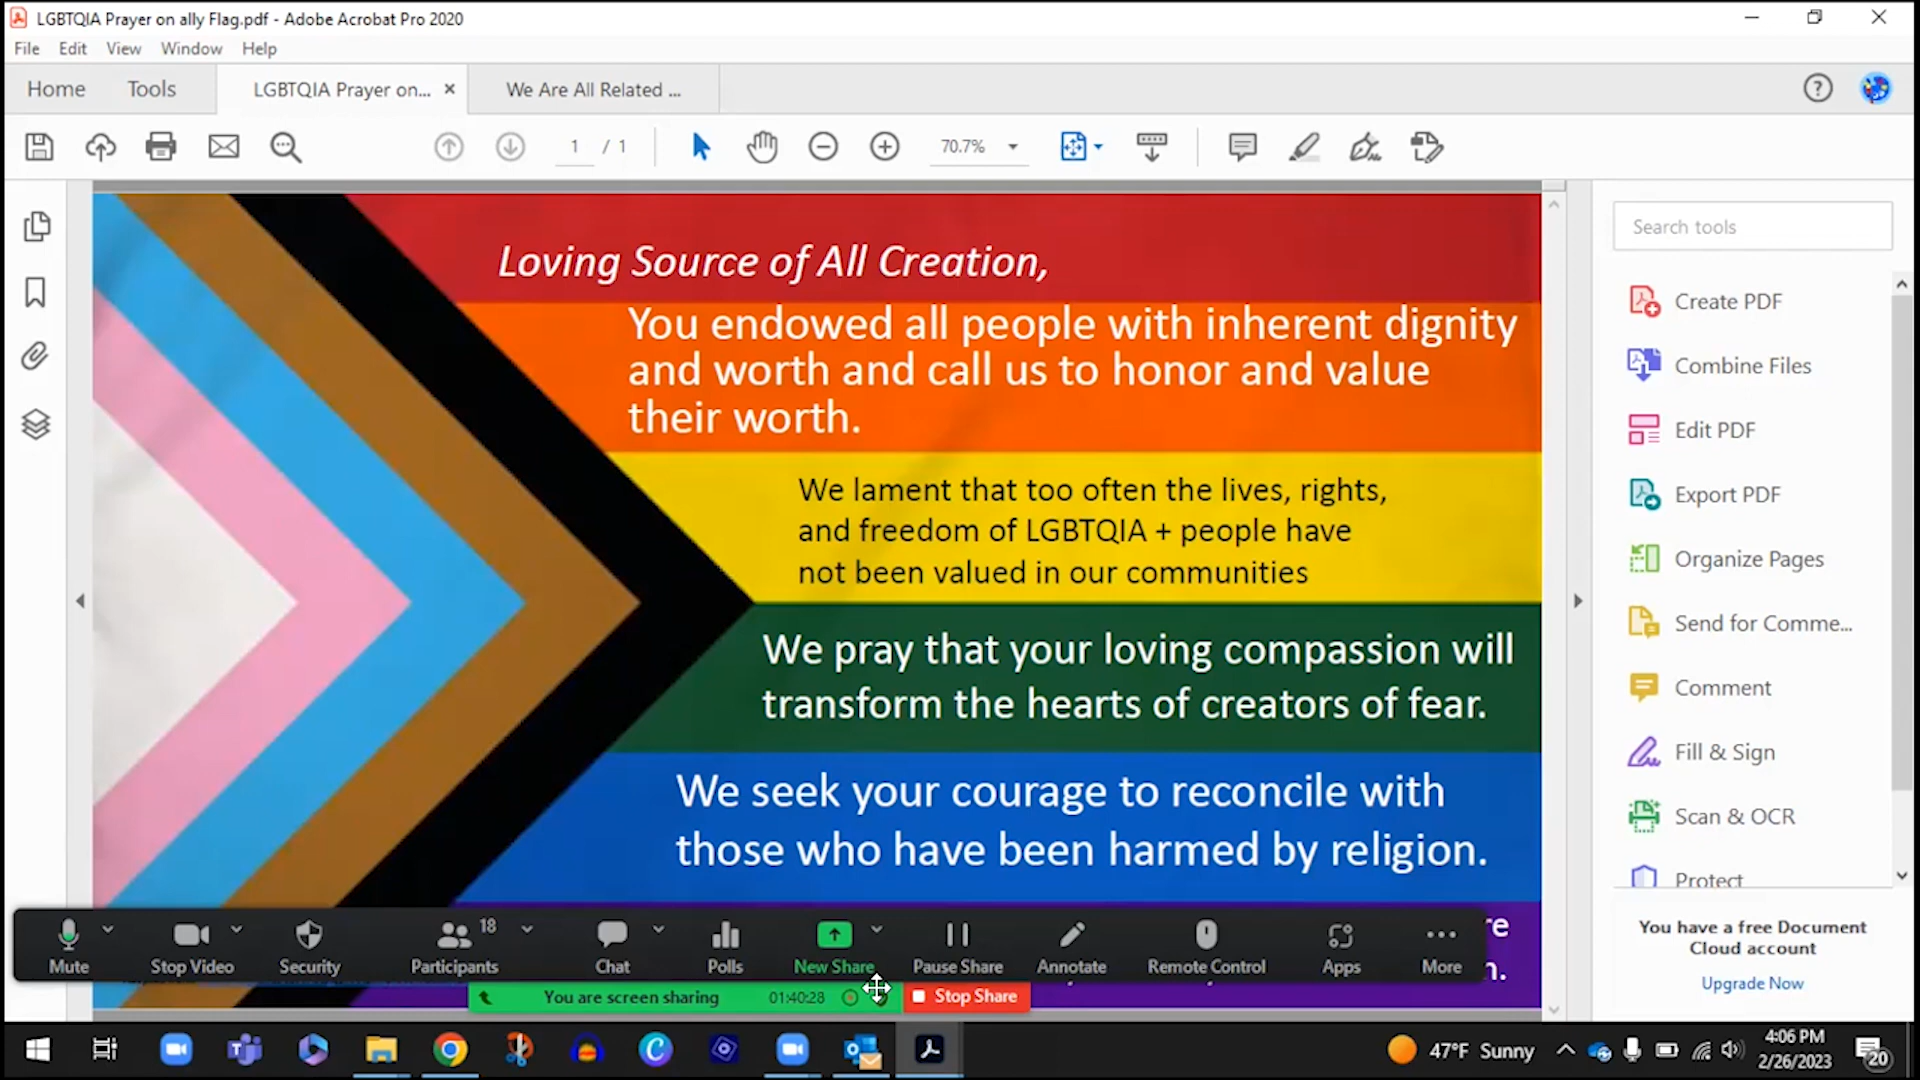 LGBTQIA Prayer on ally Flag.pdf - Adobe Acrobat Pro 2020
File Edit View Window Help
Home Tools LGBTQIA Prayer on... × We Are All Related ...
1 / 1 70.7%
Search tools
Create PDF
Combine Files
Edit PDF
Export PDF
Organize Pages
Send for Comme...
Comment
Fill & Sign
Scan & OCR
Protect
You have a free Document
Cloud account
Upgrade Now
Loving Source of All Creation,
You endowed all people with inherent dignity
and worth and call us to honor and value
their worth.
We lament that too often the lives, rights,
and freedom of LGBTQIA + people have
not been valued in our communities
We pray that your loving compassion will
transform the hearts of creators of fear.
We seek your courage to reconcile with
those who have been harmed by religion.
18
Mute Stop Video Security Participants Chat Polls New Share Pause Share Annotate Remote Control Apps More
You are screen sharing 01:40:28 Stop Share
47°F Sunny
4:06 PM
2/26/2023
20